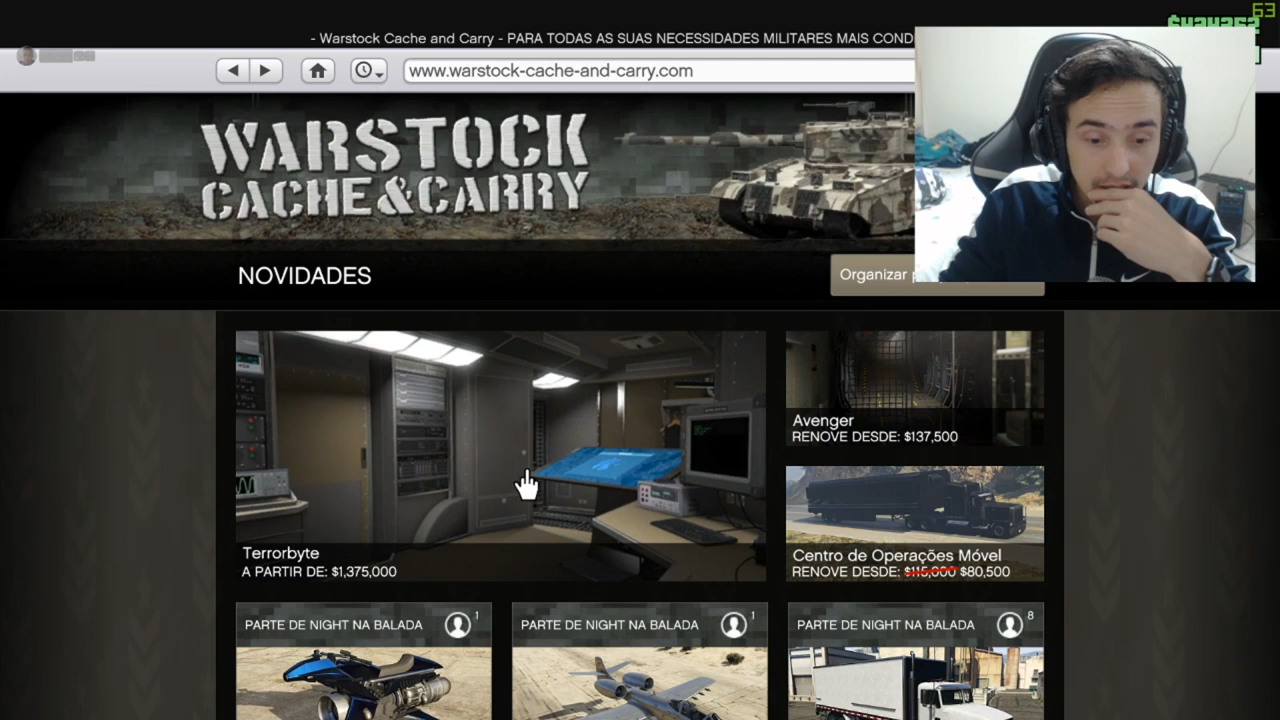 63
- Warstock Cache and Carry - PARA TODAS AS SUAS NECESSIDADES MILITARES MAIS COND
www.warstock-cache-and-carry.com
WARSTOCK
CACHE&CARRY
NOVIDADES
Organizar
Avenger
RENOVE DESDE: $137,500
Terrorbyte
A PARTIR DE: $1,375,000
Centro de Operações Móvel
RENOVE DESDE: $115,000 $80,500
PARTE DE NIGHT NA BALADA 1
PARTE DE NIGHT NA BALADA 1
PARTE DE NIGHT NA BALADA 8